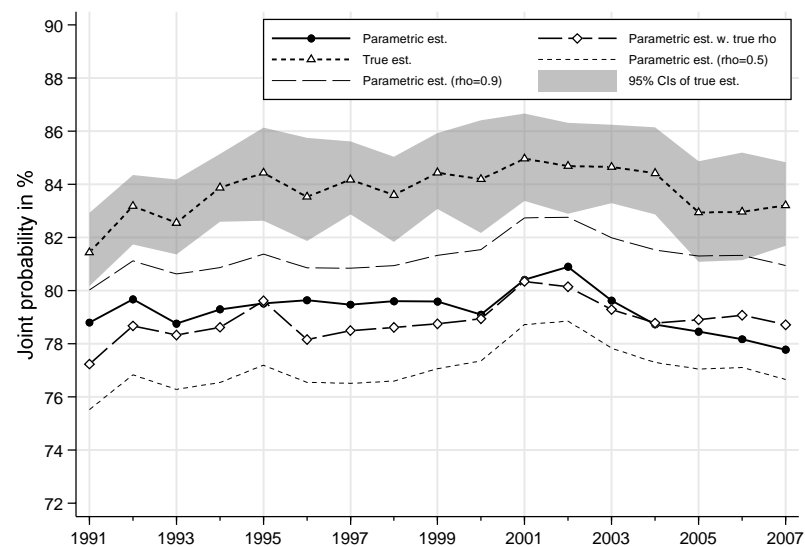 Joint probability in %
90
88
86
84
82
80
78
76
74
72
1991
1993
1995
1997
1999
2001
2003
2005
2007
Parametric est.
True est.
Parametric est. (rho=0.9)
Parametric est. w. true rho
Parametric est. (rho=0.5)
95% CIs of true est.